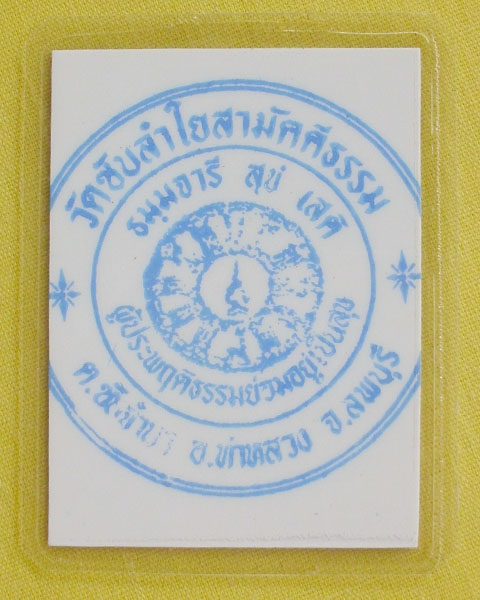 วัดซับลำใยสามัคคีธรรม
ธมฺมจารี สุขํ เสติ
ผู้ประพฤติธรรมย่อมอยู่เป็นสุข
ต. อ.ท่าหลวง จ.ลพบุรี